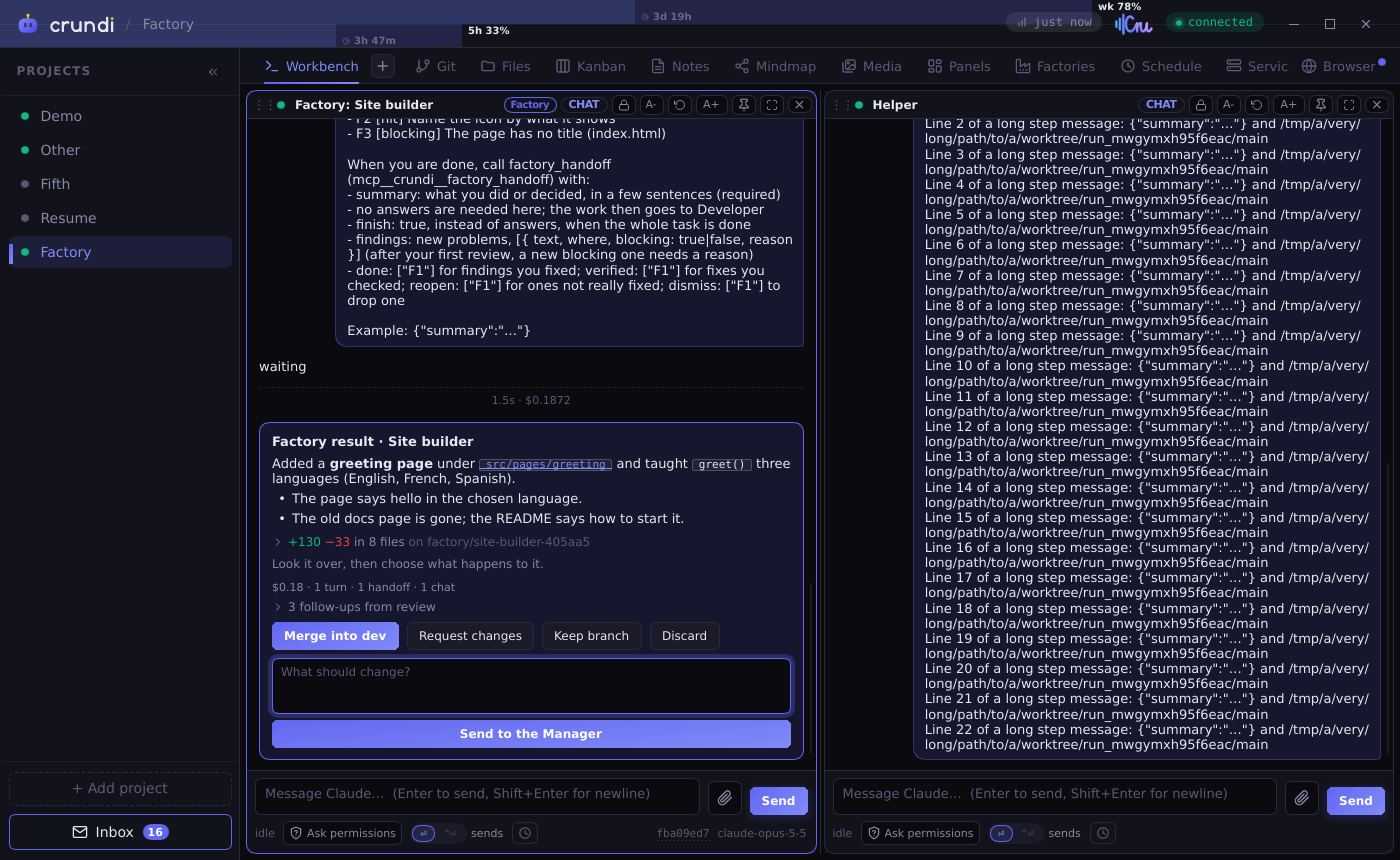 crundi / Factory
3d 19h
3h 47m
5h 33%
wk 78%
just now
Cru
connected
PROJECTS
«
Demo
Other
Fifth
Resume
Factory
+ Add project
Inbox 16
Workbench
+
Git
Files
Kanban
Notes
Mindmap
Media
Panels
Factories
Schedule
Servic
Browser
Factory: Site builder
Factory
CHAT
A-
A+
- F2 [nit] Name the icon by what it shows
- F3 [blocking] The page has no title (index.html)
When you are done, call factory_handoff
(mcp__crundi__factory_handoff) with:
- summary: what you did or decided, in a few sentences (required)
- no answers are needed here; the work then goes to Developer
- finish: true, instead of answers, when the whole task is done
- findings: new problems, [{ text, where, blocking: true|false, reason
}] (after your first review, a new blocking one needs a reason)
- done: ["F1"] for findings you fixed; verified: ["F1"] for fixes you
checked; reopen: ["F1"] for ones not really fixed; dismiss: ["F1"] to
drop one
Example: {"summary":"…"}
waiting
1.5s · $0.1872
Factory result · Site builder
Added a greeting page under src/pages/greeting and taught greet() three
languages (English, French, Spanish).
• The page says hello in the chosen language.
• The old docs page is gone; the README says how to start it.
+130 −33 in 8 files on factory/site-builder-405aa5
Look it over, then choose what happens to it.
$0.18 · 1 turn · 1 handoff · 1 chat
3 follow-ups from review
Merge into dev
Request changes
Keep branch
Discard
What should change?
Send to the Manager
Message Claude… (Enter to send, Shift+Enter for newline)
Send
idle
Ask permissions
sends
fba09ed7 claude-opus-5-5
Helper
CHAT
A-
A+
Line 2 of a long step message: {"summary":"…"} and /tmp/a/very/
long/path/to/a/worktree/run_mwgymxh95f6eac/main
Line 3 of a long step message: {"summary":"…"} and /tmp/a/very/
long/path/to/a/worktree/run_mwgymxh95f6eac/main
Line 4 of a long step message: {"summary":"…"} and /tmp/a/very/
long/path/to/a/worktree/run_mwgymxh95f6eac/main
Line 5 of a long step message: {"summary":"…"} and /tmp/a/very/
long/path/to/a/worktree/run_mwgymxh95f6eac/main
Line 6 of a long step message: {"summary":"…"} and /tmp/a/very/
long/path/to/a/worktree/run_mwgymxh95f6eac/main
Line 7 of a long step message: {"summary":"…"} and /tmp/a/very/
long/path/to/a/worktree/run_mwgymxh95f6eac/main
Line 8 of a long step message: {"summary":"…"} and /tmp/a/very/
long/path/to/a/worktree/run_mwgymxh95f6eac/main
Line 9 of a long step message: {"summary":"…"} and /tmp/a/very/
long/path/to/a/worktree/run_mwgymxh95f6eac/main
Line 10 of a long step message: {"summary":"…"} and /tmp/a/very/
long/path/to/a/worktree/run_mwgymxh95f6eac/main
Line 11 of a long step message: {"summary":"…"} and /tmp/a/very/
long/path/to/a/worktree/run_mwgymxh95f6eac/main
Line 12 of a long step message: {"summary":"…"} and /tmp/a/very/
long/path/to/a/worktree/run_mwgymxh95f6eac/main
Line 13 of a long step message: {"summary":"…"} and /tmp/a/very/
long/path/to/a/worktree/run_mwgymxh95f6eac/main
Line 14 of a long step message: {"summary":"…"} and /tmp/a/very/
long/path/to/a/worktree/run_mwgymxh95f6eac/main
Line 15 of a long step message: {"summary":"…"} and /tmp/a/very/
long/path/to/a/worktree/run_mwgymxh95f6eac/main
Line 16 of a long step message: {"summary":"…"} and /tmp/a/very/
long/path/to/a/worktree/run_mwgymxh95f6eac/main
Line 17 of a long step message: {"summary":"…"} and /tmp/a/very/
long/path/to/a/worktree/run_mwgymxh95f6eac/main
Line 18 of a long step message: {"summary":"…"} and /tmp/a/very/
long/path/to/a/worktree/run_mwgymxh95f6eac/main
Line 19 of a long step message: {"summary":"…"} and /tmp/a/very/
long/path/to/a/worktree/run_mwgymxh95f6eac/main
Line 20 of a long step message: {"summary":"…"} and /tmp/a/very/
long/path/to/a/worktree/run_mwgymxh95f6eac/main
Line 21 of a long step message: {"summary":"…"} and /tmp/a/very/
long/path/to/a/worktree/run_mwgymxh95f6eac/main
Line 22 of a long step message: {"summary":"…"} and /tmp/a/very/
long/path/to/a/worktree/run_mwgymxh95f6eac/main
Message Claude… (Enter to send, Shift+Enter for newline)
Send
idle
Ask permissions
sends